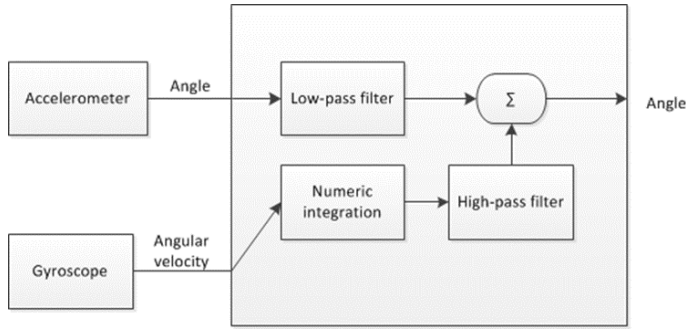 Accelerometer
Angle
Low-pass filter
Σ
Angle
Numeric
integration
High-pass filter
Gyroscope
Angular
velocity